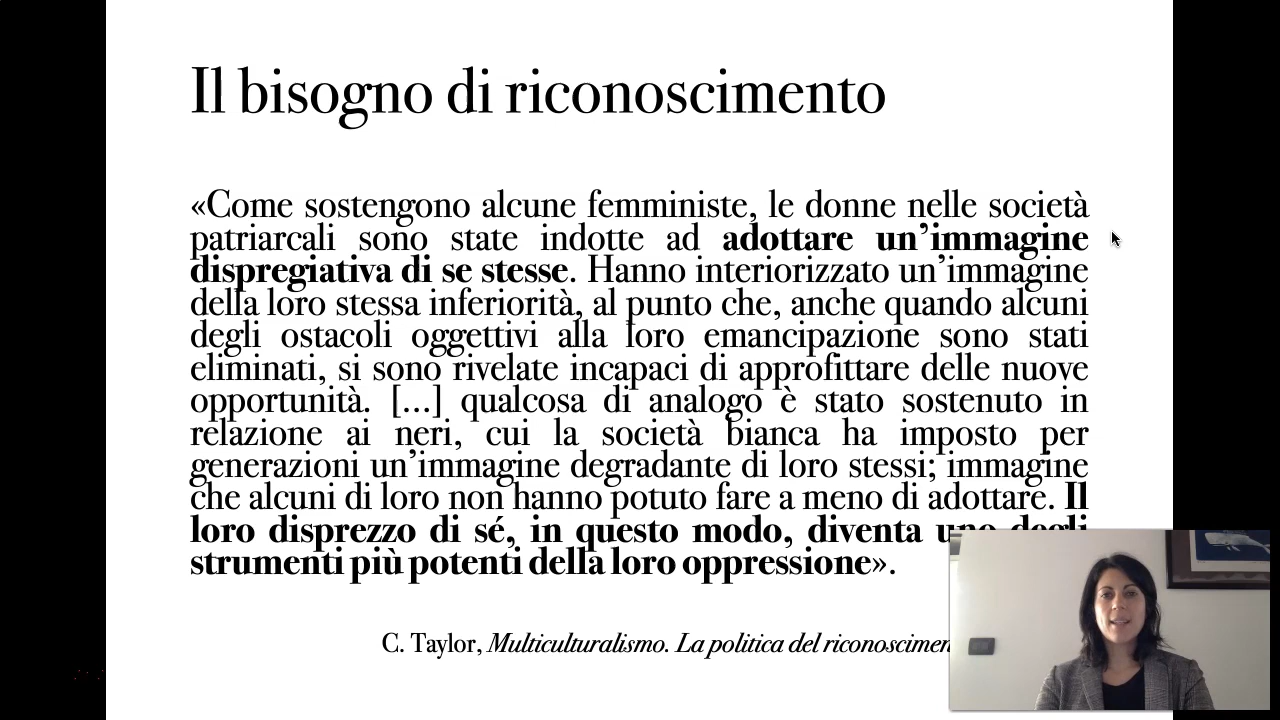 Il bisogno di riconoscimento
«Come sostengono alcune femministe, le donne nelle società
patriarcali sono state indotte ad adottare un’immagine
dispregiativa di se stesse. Hanno interiorizzato un’immagine
della loro stessa inferiorità, al punto che, anche quando alcuni
degli ostacoli oggettivi alla loro emancipazione sono stati
eliminati, si sono rivelate incapaci di approfittare delle nuove
opportunità. [...] qualcosa di analogo è stato sostenuto in
relazione ai neri, cui la società bianca ha imposto per
generazioni un’immagine degradante di loro stessi; immagine
che alcuni di loro non hanno potuto fare a meno di adottare. Il
loro disprezzo di sé, in questo modo, diventa uno degli
strumenti più potenti della loro oppressione».
C. Taylor, Multiculturalismo. La politica del